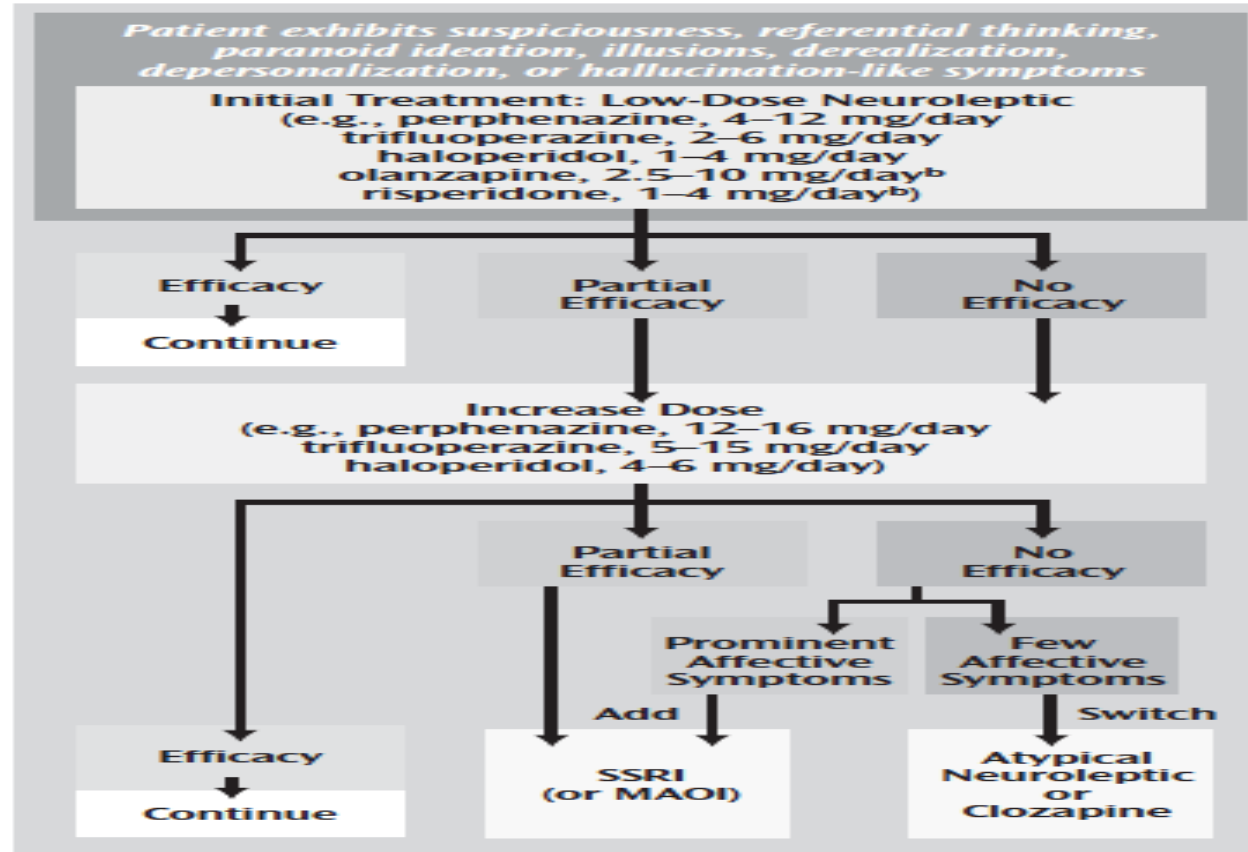 Patient exhibits suspiciousness, referential thinking,
paranoid ideation, illusions, derealization,
depersonalization, or hallucination-like symptoms
Initial Treatment: Low-Dose Neuroleptic
(e.g., perphenazine, 4–12 mg/day
trifluoperazine, 2–6 mg/day
haloperidol, 1–4 mg/day
olanzapine, 2.5–10 mg/dayᵇ
risperidone, 1–4 mg/dayᵇ)
Efficacy
Continue
Partial
Efficacy
No
Efficacy
Increase Dose
(e.g., perphenazine, 12–16 mg/day
trifluoperazine, 5–15 mg/day
haloperidol, 4–6 mg/day)
Partial
Efficacy
No
Efficacy
Prominent
Affective
Symptoms
Few
Affective
Symptoms
Add
Switch
Efficacy
Continue
SSRI
(or MAOI)
Atypical
Neuroleptic
or
Clozapine